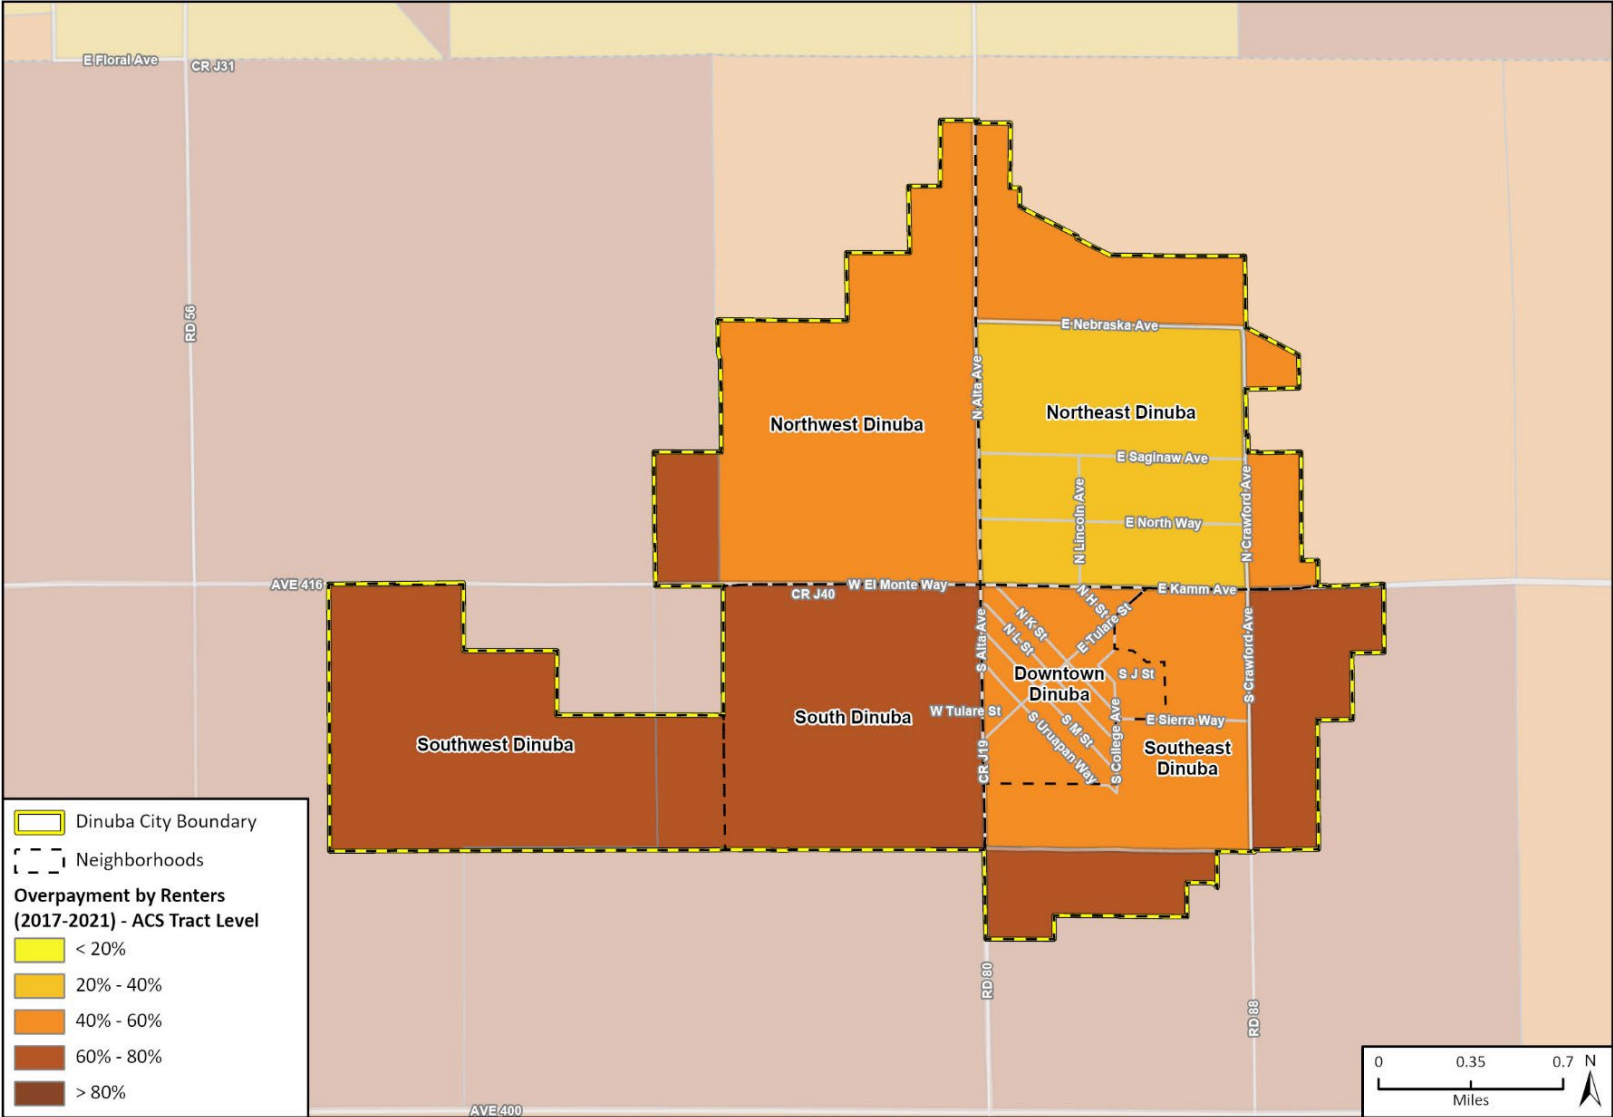 E Floral Ave
CR J31
RD 56
E Nebraska Ave
N Alta Ave
Northeast Dinuba
Northwest Dinuba
E Saginaw Ave
N Lincoln Ave
N Crawford Ave
E North Way
AVE 416
W El Monte Way
E Kamm Ave
CR J40
N H St
N K St
E Tulare St
N L St
S Alta Ave
S Crawford Ave
Downtown
Dinuba
S J St
W Tulare St
South Dinuba
S M St
S Uruapan Way
S College Ave
E Sierra Way
Southwest Dinuba
Southeast
Dinuba
CR J19
RD 80
RD 88
AVE 400
Dinuba City Boundary
Neighborhoods
Overpayment by Renters
(2017-2021) - ACS Tract Level
< 20%
20% - 40%
40% - 60%
60% - 80%
> 80%
0 0.35 0.7 N
Miles